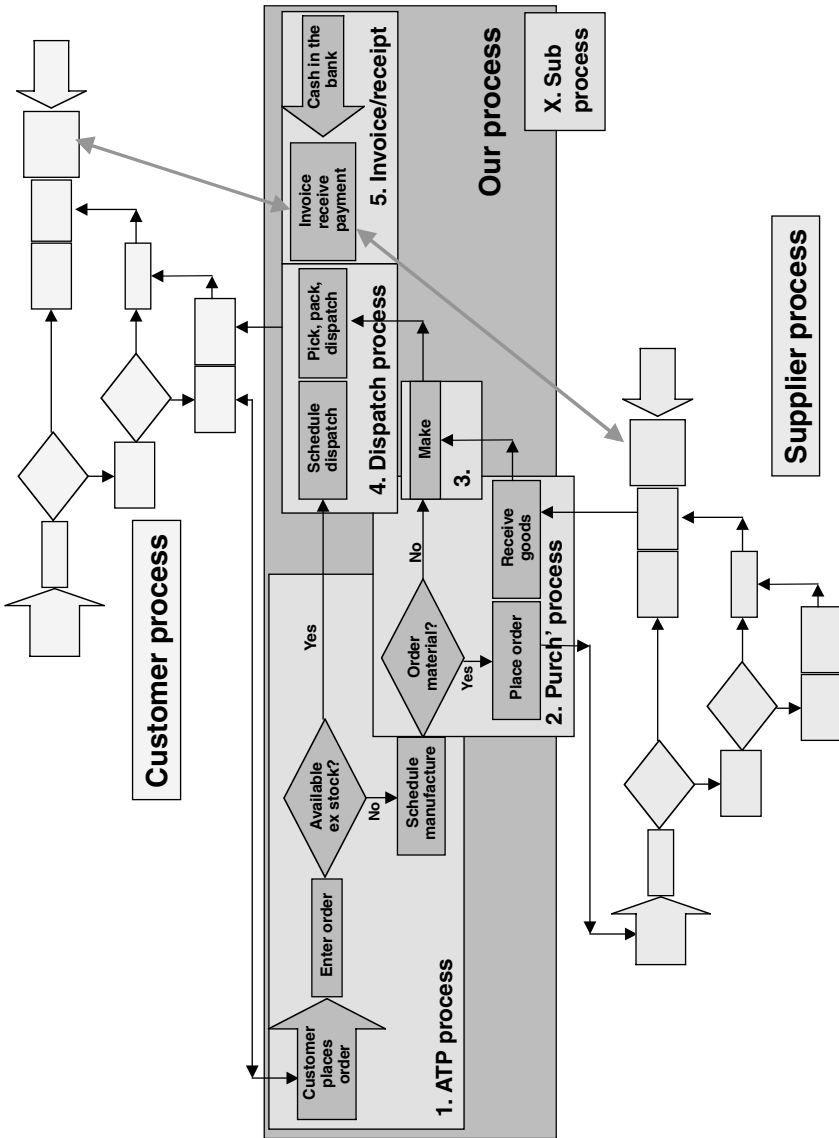 Customer process
Customer
places
order
Enter order
Available
ex stock?
Yes
No
Schedule
manufacture
1. ATP process
Order
material?
No
Yes
Place order
Receive
goods
2. Purch’ process
Make
3.
Schedule
dispatch
Pick, pack,
dispatch
4. Dispatch process
Invoice
receive
payment
Cash in the
bank
5. Invoice/receipt
Our process
X. Sub
process
Supplier process